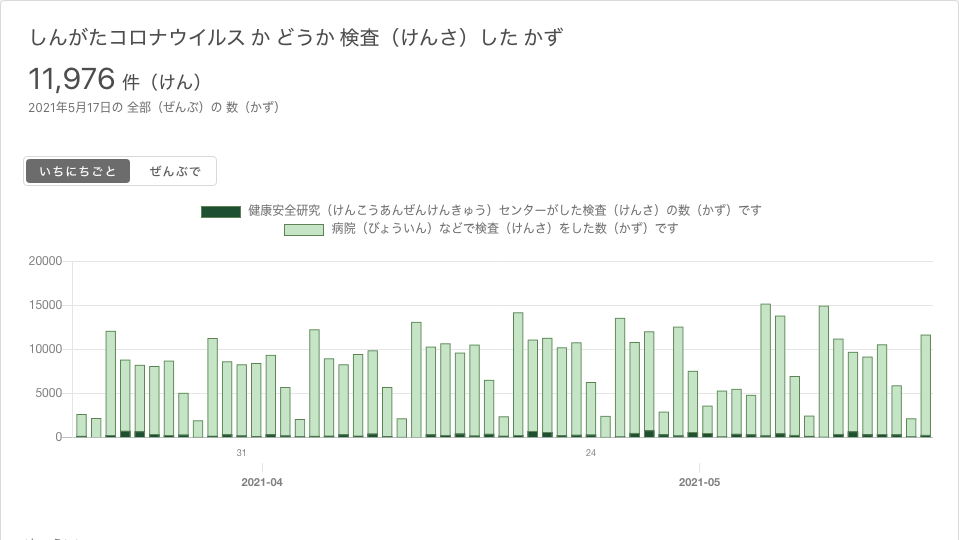 しんがたコロナウイルス か どうか 検査（けんさ）した かず
11,976 件（けん）
2021年5月17日の 全部（ぜんぶ）の 数（かず）
いちにちごと ぜんぶで
健康安全研究（けんこうあんぜんけんきゅう）センターがした検査（けんさ）の数（かず）です
病院（びょういん）などで検査（けんさ）をした数（かず）です
20000
15000
10000
5000
0
31 24
2021-04 2021-05